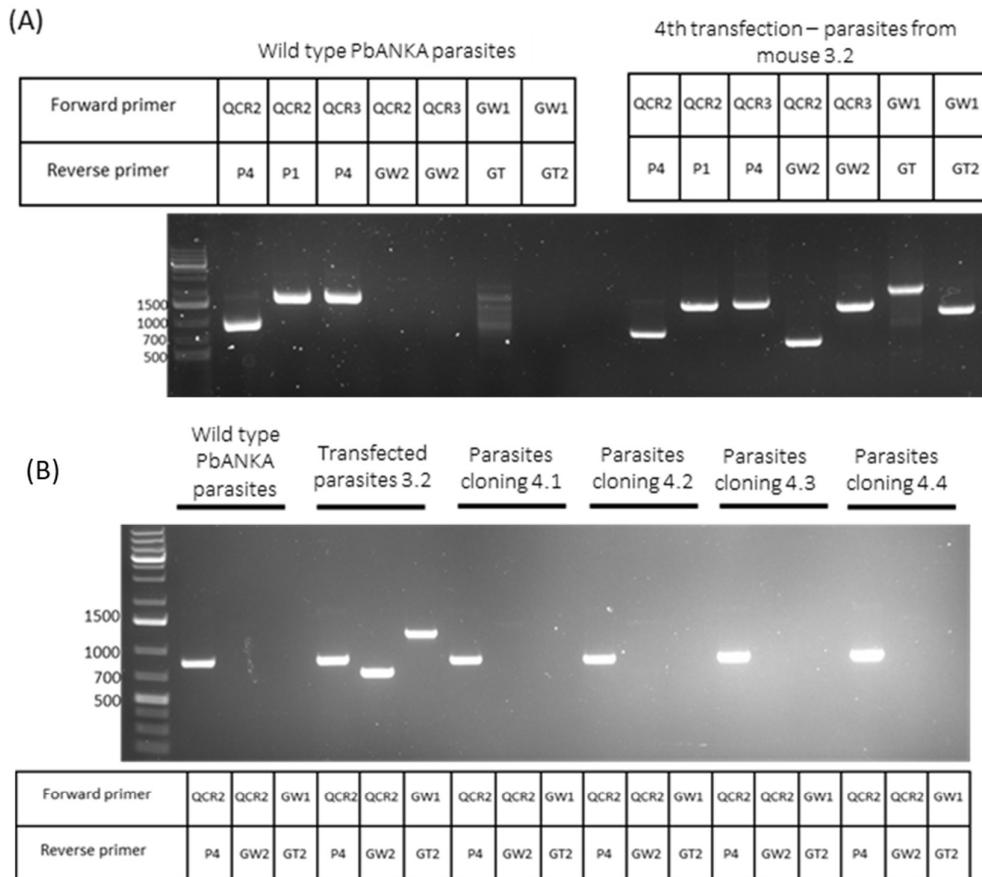 (A)
Wild type PbANKA parasites
4th transfection – parasites from
mouse 3.2
Forward primer QCR2 QCR2 QCR3 QCR2 QCR3 GW1 GW1
Reverse primer P4 P1 P4 GW2 GW2 GT GT2
QCR2 QCR2 QCR3 QCR2 QCR3 GW1 GW1
P4 P1 P4 GW2 GW2 GT GT2
1500
1000
700
500
(B)
Wild type
PbANKA
parasites
Transfected
parasites 3.2
Parasites
cloning 4.1
Parasites
cloning 4.2
Parasites
cloning 4.3
Parasites
cloning 4.4
1500
1000
700
500
Forward primer QCR2 QCR2 GW1 QCR2 QCR2 GW1 QCR2 QCR2 GW1 QCR2 QCR2 GW1 QCR2 QCR2 GW1 QCR2 QCR2 GW1
Reverse primer P4 GW2 GT2 P4 GW2 GT2 P4 GW2 GT2 P4 GW2 GT2 P4 GW2 GT2 P4 GW2 GT2